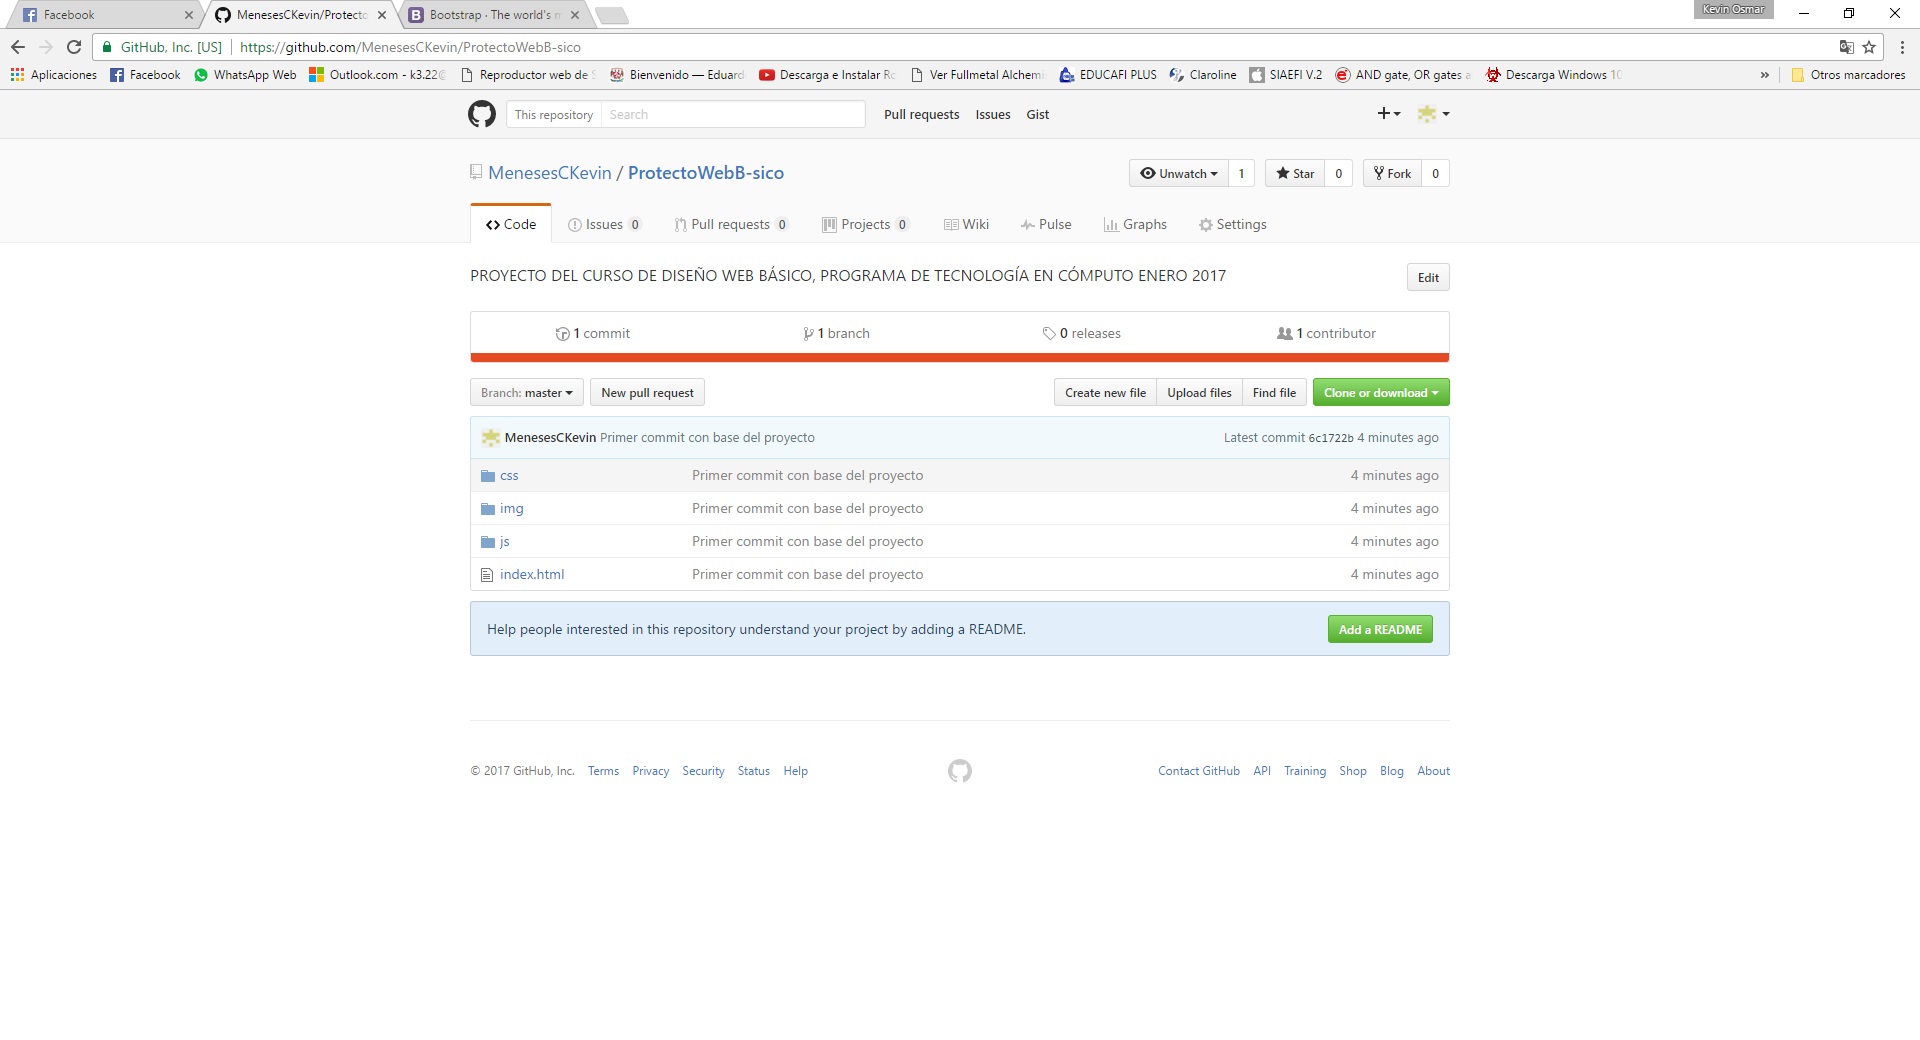 Facebook
MenesesCKevin/Protecto
Bootstrap · The world's m
Kevin Osmar
GitHub, Inc. [US] https://github.com/MenesesCKevin/ProtectoWebB-sico
Aplicaciones Facebook WhatsApp Web Outlook.com - k3.22@ Reproductor web de S Bienvenido — Eduard Descarga e Instalar Ro Ver Fullmetal Alchemi EDUCAFI PLUS Claroline SIAEFI V.2 AND gate, OR gates a Descarga Windows 10 » Otros marcadores
This repository Search Pull requests Issues Gist
MenesesCKevin / ProtectoWebB-sico
Unwatch 1 Star 0 Fork 0
Code Issues 0 Pull requests 0 Projects 0 Wiki Pulse Graphs Settings
PROYECTO DEL CURSO DE DISEÑO WEB BÁSICO, PROGRAMA DE TECNOLOGÍA EN CÓMPUTO ENERO 2017
Edit
1 commit 1 branch 0 releases 1 contributor
Branch: master New pull request Create new file Upload files Find file Clone or download
MenesesCKevin Primer commit con base del proyecto Latest commit 6c1722b 4 minutes ago
css Primer commit con base del proyecto 4 minutes ago
img Primer commit con base del proyecto 4 minutes ago
js Primer commit con base del proyecto 4 minutes ago
index.html Primer commit con base del proyecto 4 minutes ago
Help people interested in this repository understand your project by adding a README. Add a README
© 2017 GitHub, Inc. Terms Privacy Security Status Help Contact GitHub API Training Shop Blog About